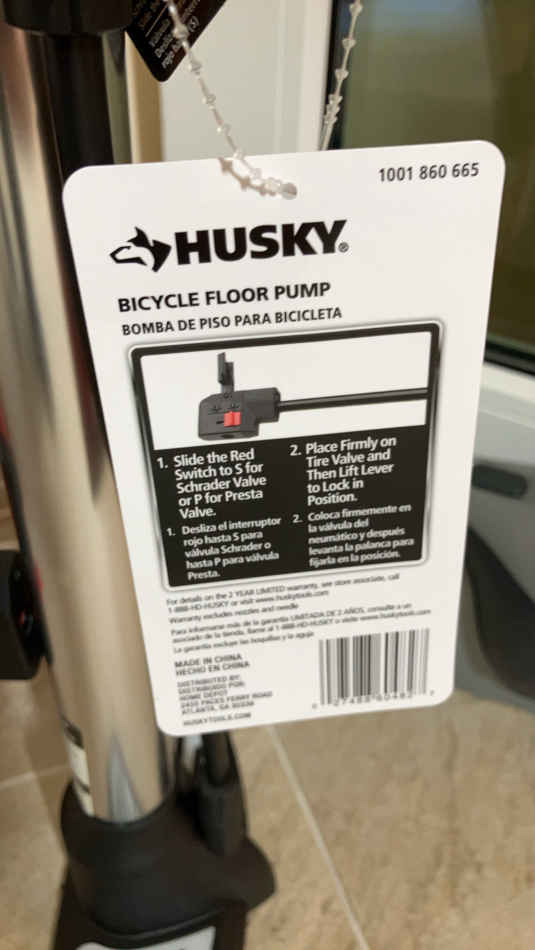 Desliza
rojo ha
(S)
1001 860 665
HUSKY®
BICYCLE FLOOR PUMP
BOMBA DE PISO PARA BICICLETA
1. Slide the Red
Switch to S for
Schrader Valve
or P for Presta
Valve.
2. Place Firmly on
Tire Valve and
Then Lift Lever
to Lock in
Position.
1. Desliza el interruptor
rojo hasta S para
válvula Schrader o
hasta P para válvula
Presta.
2. Coloca firmemente en
la válvula del
neumático y después
levanta la palanca para
fijarla en la posición.
For details on the 2 YEAR LIMITED warranty, see store associate, call
1-888-HD-HUSKY or visit www.huskytools.com
Warranty excludes nozzles and needle
Para informarse más de la garantía LIMITADA DE 2 AÑOS, consulte a un
asociado de la tienda, llame al 1-888-HD-HUSKY o visite www.huskytools.com
La garantía excluye las boquillas y la aguja
MADE IN CHINA
HECHO EN CHINA
DISTRIBUTED BY:
DISTRIBUIDO POR:
HOME DEPOT
2455 PACES FERRY ROAD
ATLANTA, GA 30339
HUSKYTOOLS.COM
HUSKY